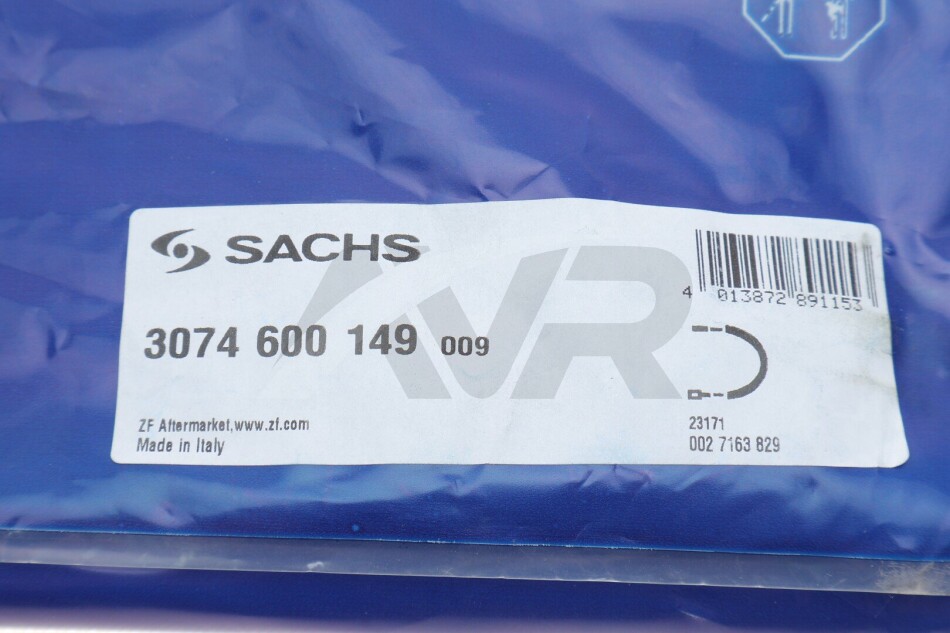 SACHS
4 013872 891153
3074 600 149 009
ZF Aftermarket,www.zf.com
Made in Italy
23171
002 7163 829
VR